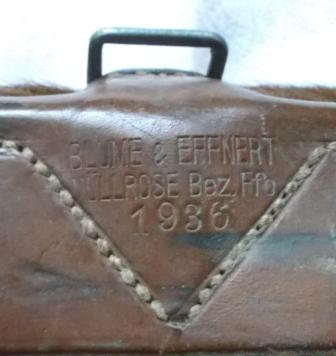 BLUME & EFFNERT
MÜLLROSE Bez. Ffo
1936